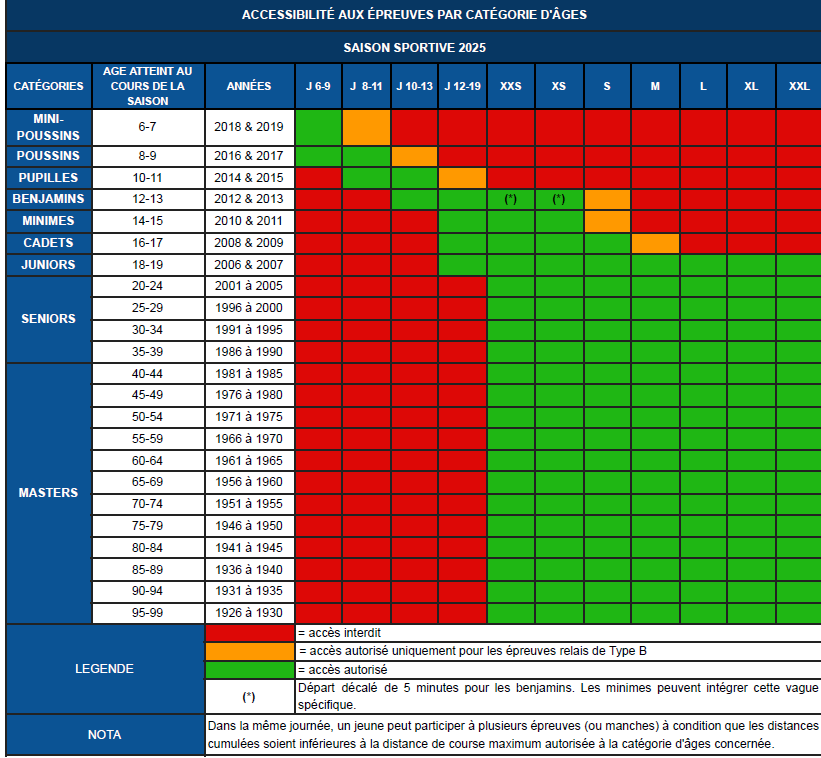 ACCESSIBILITÉ AUX ÉPREUVES PAR CATÉGORIE D'ÂGES
SAISON SPORTIVE 2025
CATÉGORIES AGE ATTEINT AU COURS DE LA SAISON ANNÉES J 6-9 J 8-11 J 10-13 J 12-19 XXS XS S M L XL XXL
MINI-POUSSINS 6-7 2018 & 2019
POUSSINS 8-9 2016 & 2017
PUPILLES 10-11 2014 & 2015
BENJAMINS 12-13 2012 & 2013 (*) (*)
MINIMES 14-15 2010 & 2011
CADETS 16-17 2008 & 2009
JUNIORS 18-19 2006 & 2007
SENIORS
20-24 2001 à 2005
25-29 1996 à 2000
30-34 1991 à 1995
35-39 1986 à 1990
MASTERS
40-44 1981 à 1985
45-49 1976 à 1980
50-54 1971 à 1975
55-59 1966 à 1970
60-64 1961 à 1965
65-69 1956 à 1960
70-74 1951 à 1955
75-79 1946 à 1950
80-84 1941 à 1945
85-89 1936 à 1940
90-94 1931 à 1935
95-99 1926 à 1930
LEGENDE
= accès interdit
= accès autorisé uniquement pour les épreuves relais de Type B
= accès autorisé
(*) Départ décalé de 5 minutes pour les benjamins. Les minimes peuvent intégrer cette vague
spécifique.
NOTA
Dans la même journée, un jeune peut participer à plusieurs épreuves (ou manches) à condition que les distances
cumulées soient inférieures à la distance de course maximum autorisée à la catégorie d'âges concernée.